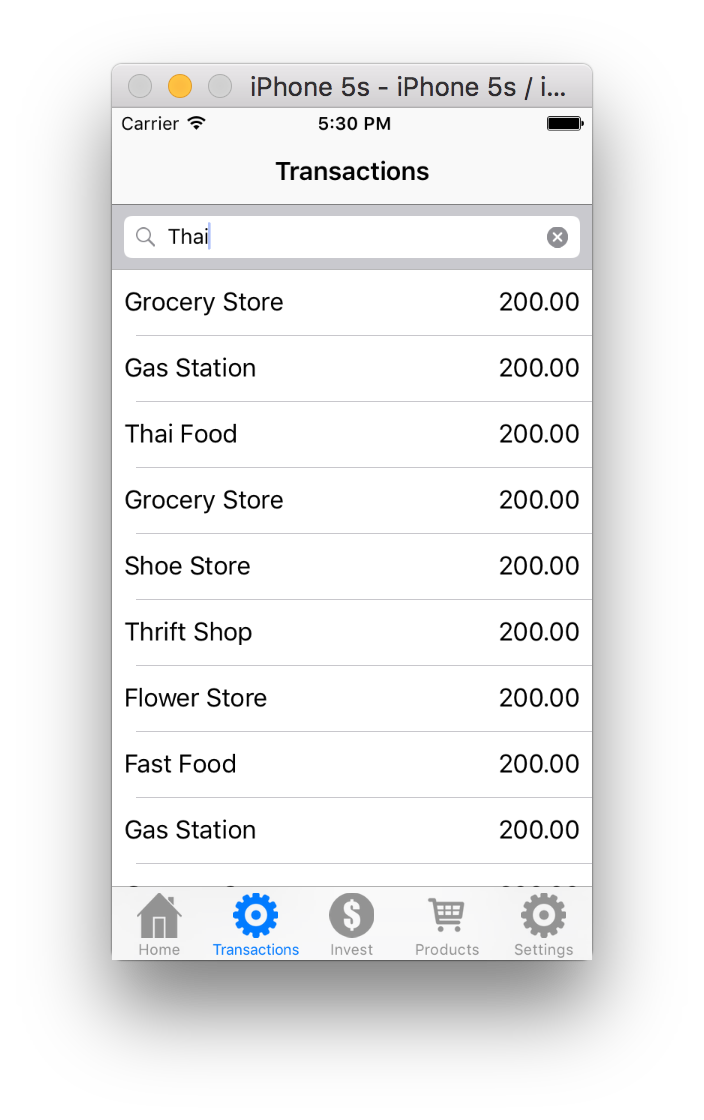 iPhone 5s - iPhone 5s / i...
Carrier 5:30 PM
Transactions
Thai
Grocery Store 200.00
Gas Station 200.00
Thai Food 200.00
Grocery Store 200.00
Shoe Store 200.00
Thrift Shop 200.00
Flower Store 200.00
Fast Food 200.00
Gas Station 200.00
Home Transactions Invest Products Settings